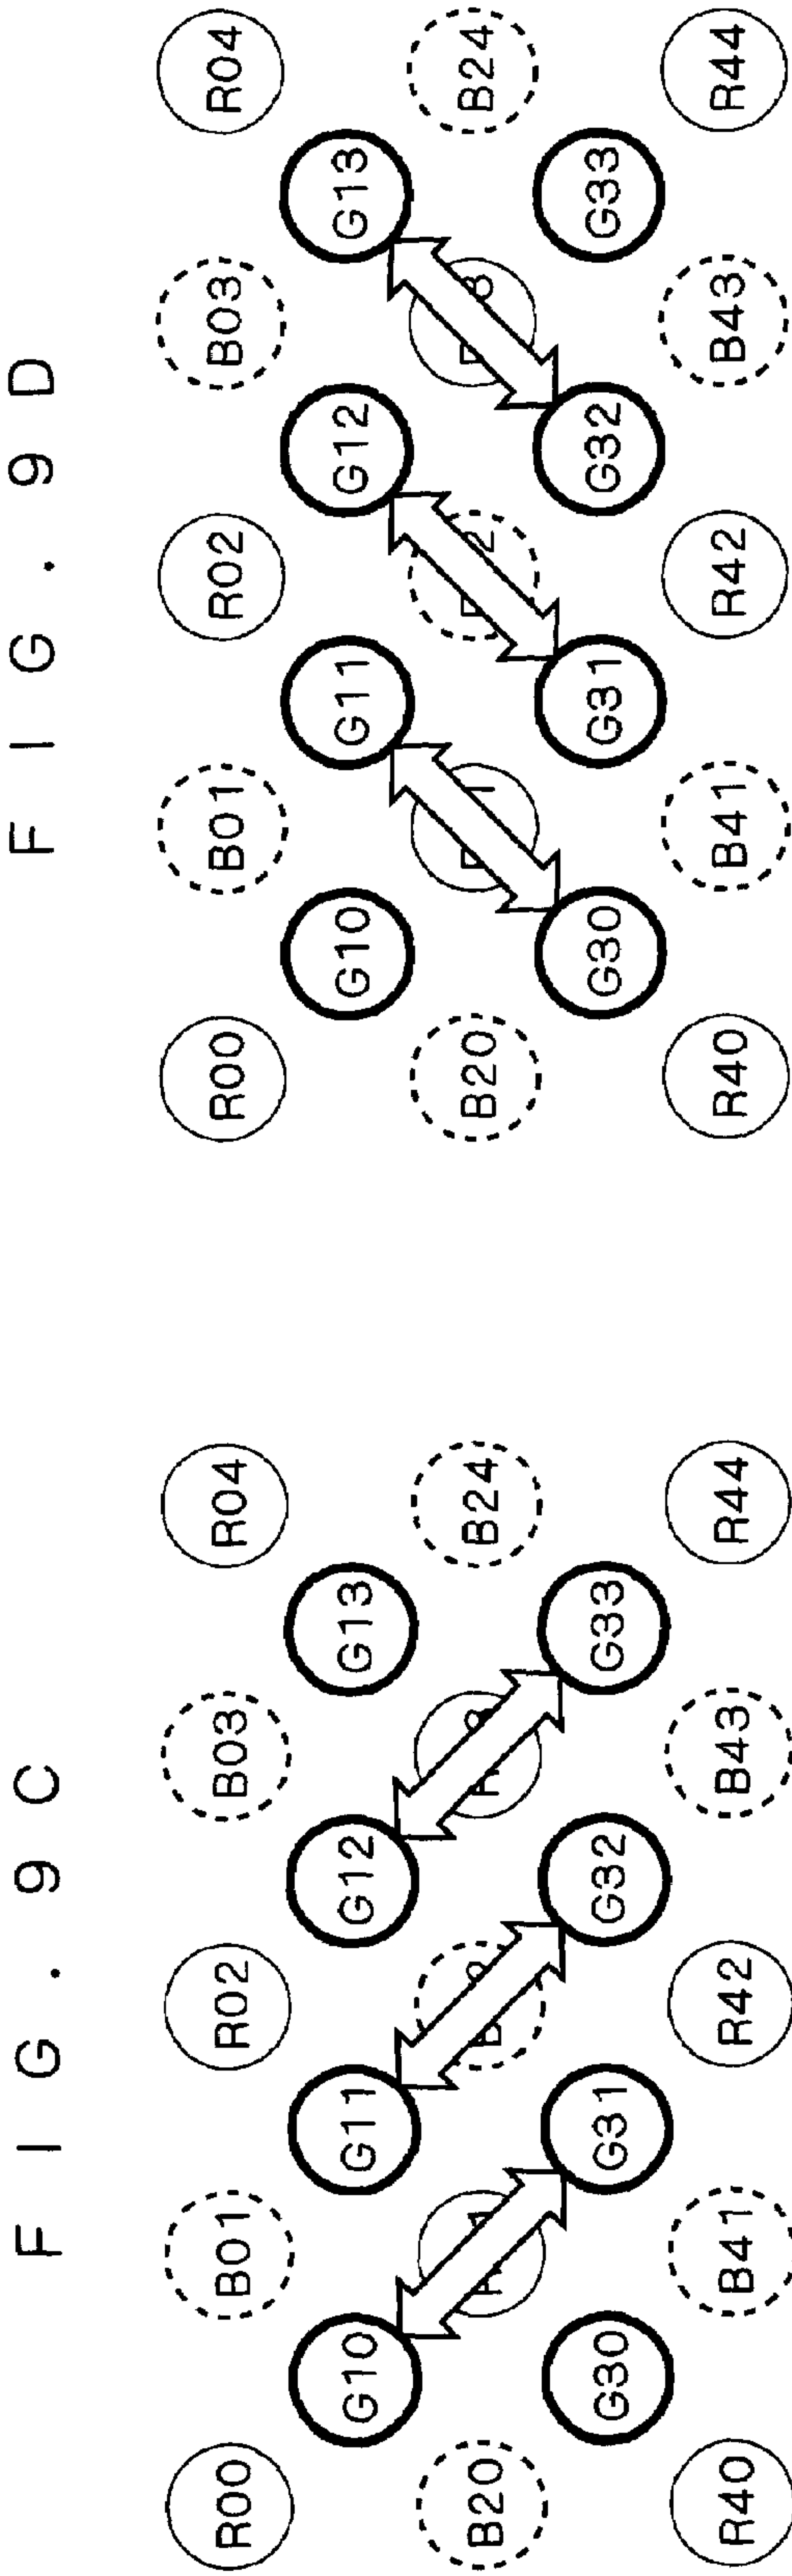 FIG. 9C
R00 B01 R02 B03 R04
G10 G11 G12 G13
B20 B24
G30 G31 G32 G33
R40 B41 R42 B43 R44
FIG. 9D
R00 B01 R02 B03 R04
G10 G11 G12 G13
B20 B24
G30 G31 G32 G33
R40 B41 R42 B43 R44